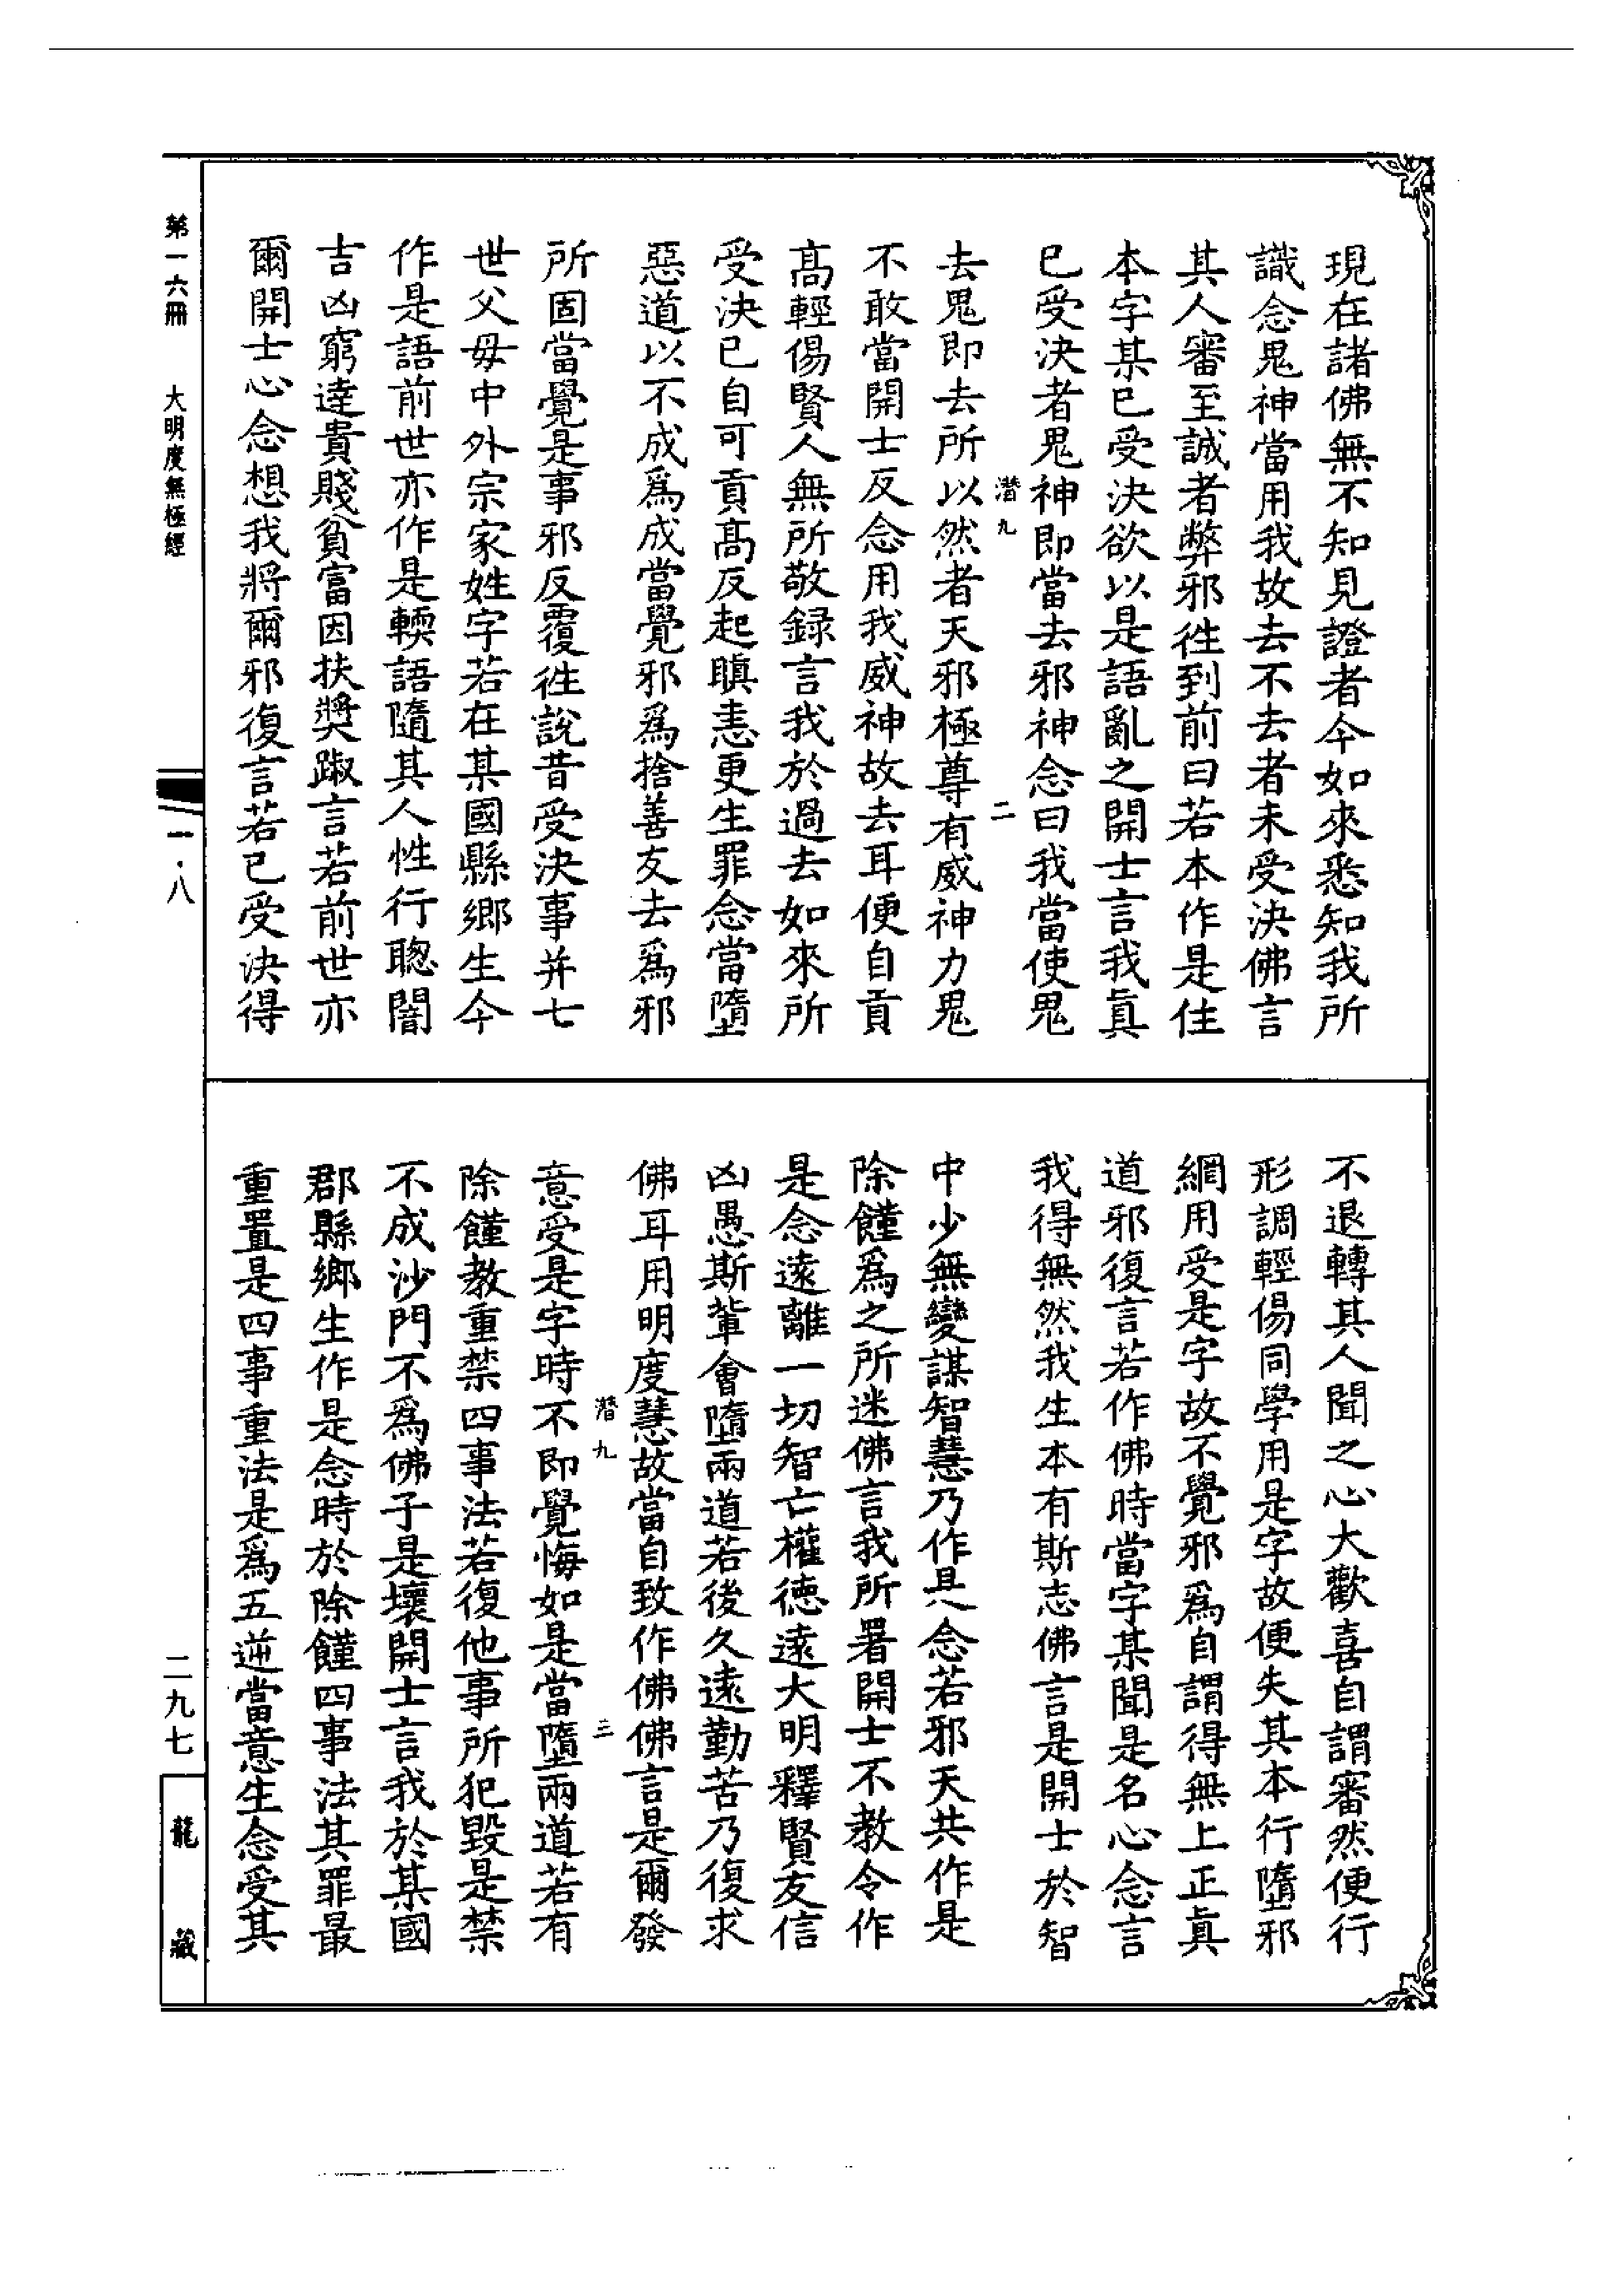 現在諸佛無不知見證者今如來悉知我所
識念鬼神當用我故去不去者未受決佛言
其人審至誠者弊邪徃到前曰若本作是住
本字某已受決欲以是語亂之開士言我真
已受決者鬼神即當去邪神念曰我當使鬼
潛九
二
去鬼即去所以然者天邪極尊有威神力鬼
不敢當開士反念用我威神故去耳便自貢
高輕傷賢人無所敬録言我於過去如來所
受決已自可貢高反起瞋恚更生罪念當墮
惡道以不成爲成當覺邪爲捨善友去爲邪
所固當覺是事邪反覆徃說昔受決事并七
世父母中外宗家姓字若在某國縣鄉生今
作是語前世亦作是輭語隨其人性行聰闇
吉凶窮達貴賤貧富因扶奬踧言若前世亦
爾開士心念想我將爾邪復言若已受決得
不退轉其人聞之心大歡喜自謂審然便行
形調輕傷同學用是字故便失其本行墮邪
網用受是字故不覺邪爲自謂得無上正真
道邪復言若作佛時當字某聞是名心念言
我得無然我生本有斯志佛言是開士於智
中少無變謀智慧乃作是念若邪天共作是
除饉爲之所迷佛言我所署開士不教令作
是念遠離一切智亡權德遠大明釋賢友信
凶愚斯輩會墮兩道若後久遠勤苦乃復求
佛耳用明度慧故當自致作佛佛言是爾發
潛九
三
意受是字時不即覺悔如是當墮兩道若有
除饉教重禁四事法若復他事所犯毀是禁
不成沙門不爲佛子是壞開士言我於某國
郡縣鄉生作是念時於除饉四事法其罪最
重置是四事重法是爲五逆當意生念受其
第一六冊
大明度無極經
一·八
二九七
龍藏